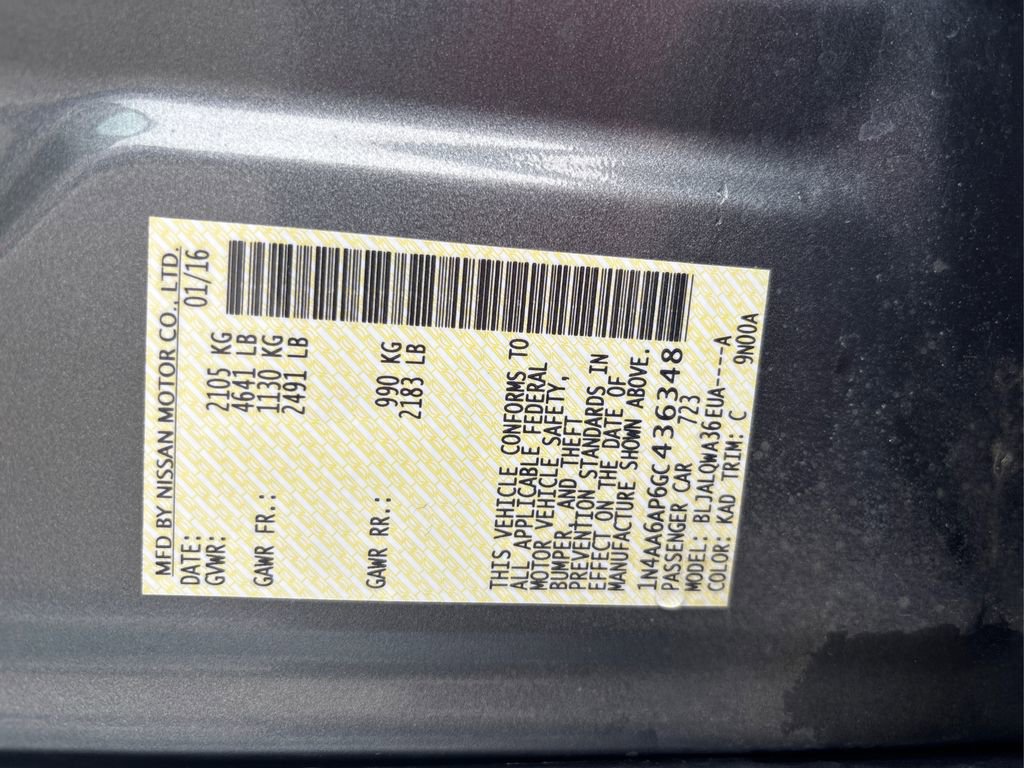 MFD BY NISSAN MOTOR CO., LTD.
DATE: 01/16
GVWR: 2105 KG
4641 LB
GAWR FR.: 1130 KG
2491 LB
GAWR RR.: 990 KG
2183 LB
THIS VEHICLE CONFORMS TO
ALL APPLICABLE FEDERAL
MOTOR VEHICLE SAFETY,
BUMPER, AND THEFT
PREVENTION STANDARDS IN
EFFECT ON THE DATE OF
MANUFACTURE SHOWN ABOVE.
1N4AA6AP6GC436348
PASSENGER CAR 723
MODEL: BLJALQWA36EUA----A
COLOR: KAD TRIM: C 9N00A